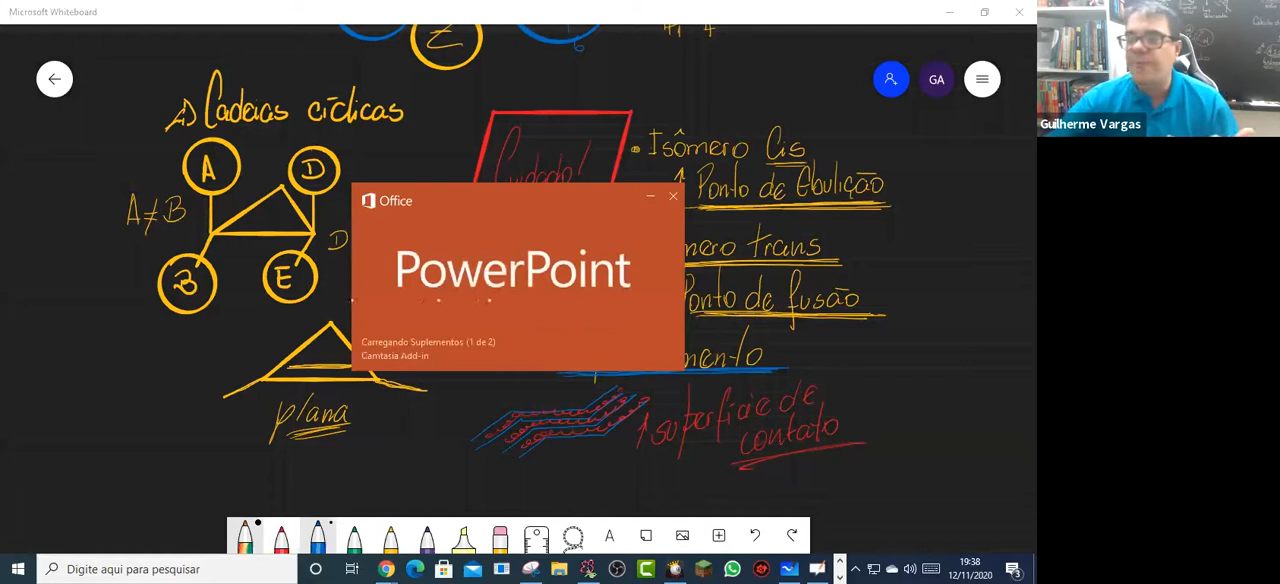 Microsoft Whiteboard
Z
6
GA
Guilherme Vargas
Cadeias cíclicas
A
D
A≠B
D
B
E
plana
Cuidado!
Isômero Cis
↑ Ponto de Ebulição
mero trans
Ponto de fusão
mento
↑ superfície de
contato
Office
PowerPoint
Carregando Suplementos (1 de 2)
Camtasia Add-in
A
Digite aqui para pesquisar
19:38
12/11/2020
3